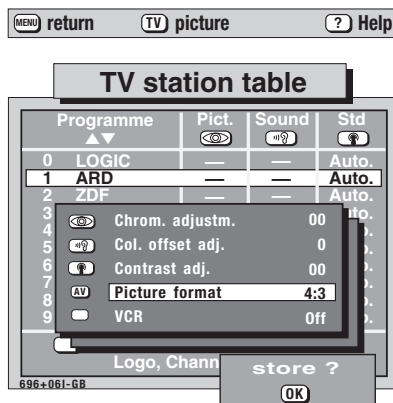 MENU return TV picture ? Help
TV station table
Programme Pict. Sound Std
0 LOGIC — — Auto.
1 ARD — — Auto.
2 ZDF — — Auto.
3
4
5
6
7
8
9
Chrom. adjustm. 00
Col. offset adj. 0
Contrast adj. 00
AV Picture format 4:3
VCR Off
Logo, Chann
store ?
OK
696+06I-GB